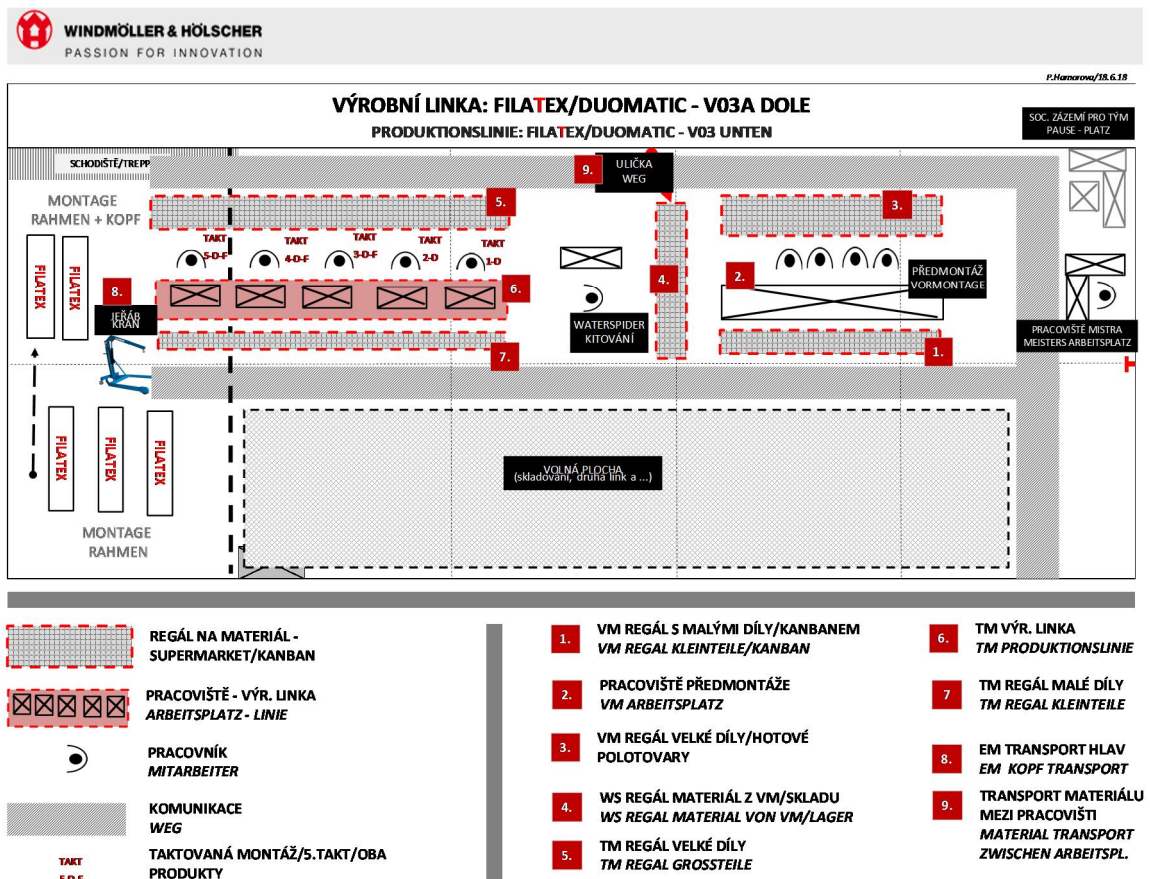 WINDMÖLLER & HÖLSCHER
PASSION FOR INNOVATION
P.Hamarova/18.6.18
VÝROBNÍ LINKA: FILATEX/DUOMATIC - V03A DOLE
PRODUKTIONSLINIE: FILATEX/DUOMATIC - V03 UNTEN
SOC. ZÁZEMÍ PRO TÝM
PAUSE - PLATZ
SCHODIŠTĚ/TREPP
9.
ULIČKA
WEG
MONTAGE
RAHMEN + KOPF
5.
3.
TAKT
5-D-F
TAKT
4-D-F
TAKT
3-D-F
TAKT
2-D
TAKT
1-D
FILATEX
FILATEX
8.
JEŘÁB
KRAN
6.
4.
2.
PŘEDMONTÁŽ
VORMONTAGE
WATERSPIDER
KITOVÁNÍ
PRACOVIŠTĚ MISTRA
MEISTERS ARBEITSPLATZ
7.
1.
FILATEX
FILATEX
FILATEX
VOLNÁ PLOCHA
(skladování, druhá link a ...)
MONTAGE
RAHMEN
REGÁL NA MATERIÁL -
SUPERMARKET/KANBAN
PRACOVIŠTĚ - VÝR. LINKA
ARBEITSPLATZ - LINIE
PRACOVNÍK
MITARBEITER
KOMUNIKACE
WEG
TAKT
5-D-F
TAKTOVANÁ MONTÁŽ/5.TAKT/OBA
PRODUKTY
1.
VM REGÁL S MALÝMI DÍLY/KANBANEM
VM REGAL KLEINTEILE/KANBAN
2.
PRACOVIŠTĚ PŘEDMONTÁŽE
VM ARBEITSPLATZ
3.
VM REGÁL VELKÉ DÍLY/HOTOVÉ
POLOTOVARY
4.
WS REGÁL MATERIÁL Z VM/SKLADU
WS REGAL MATERIAL VON VM/LAGER
5.
TM REGÁL VELKÉ DÍLY
TM REGAL GROSSTEILE
6.
TM VÝR. LINKA
TM PRODUKTIONSLINIE
7
TM REGÁL MALÉ DÍLY
TM REGAL KLEINTEILE
8.
EM TRANSPORT HLAV
EM KOPF TRANSPORT
9.
TRANSPORT MATERIÁLU
MEZI PRACOVIŠTI
MATERIAL TRANSPORT
ZWISCHEN ARBEITSPL.